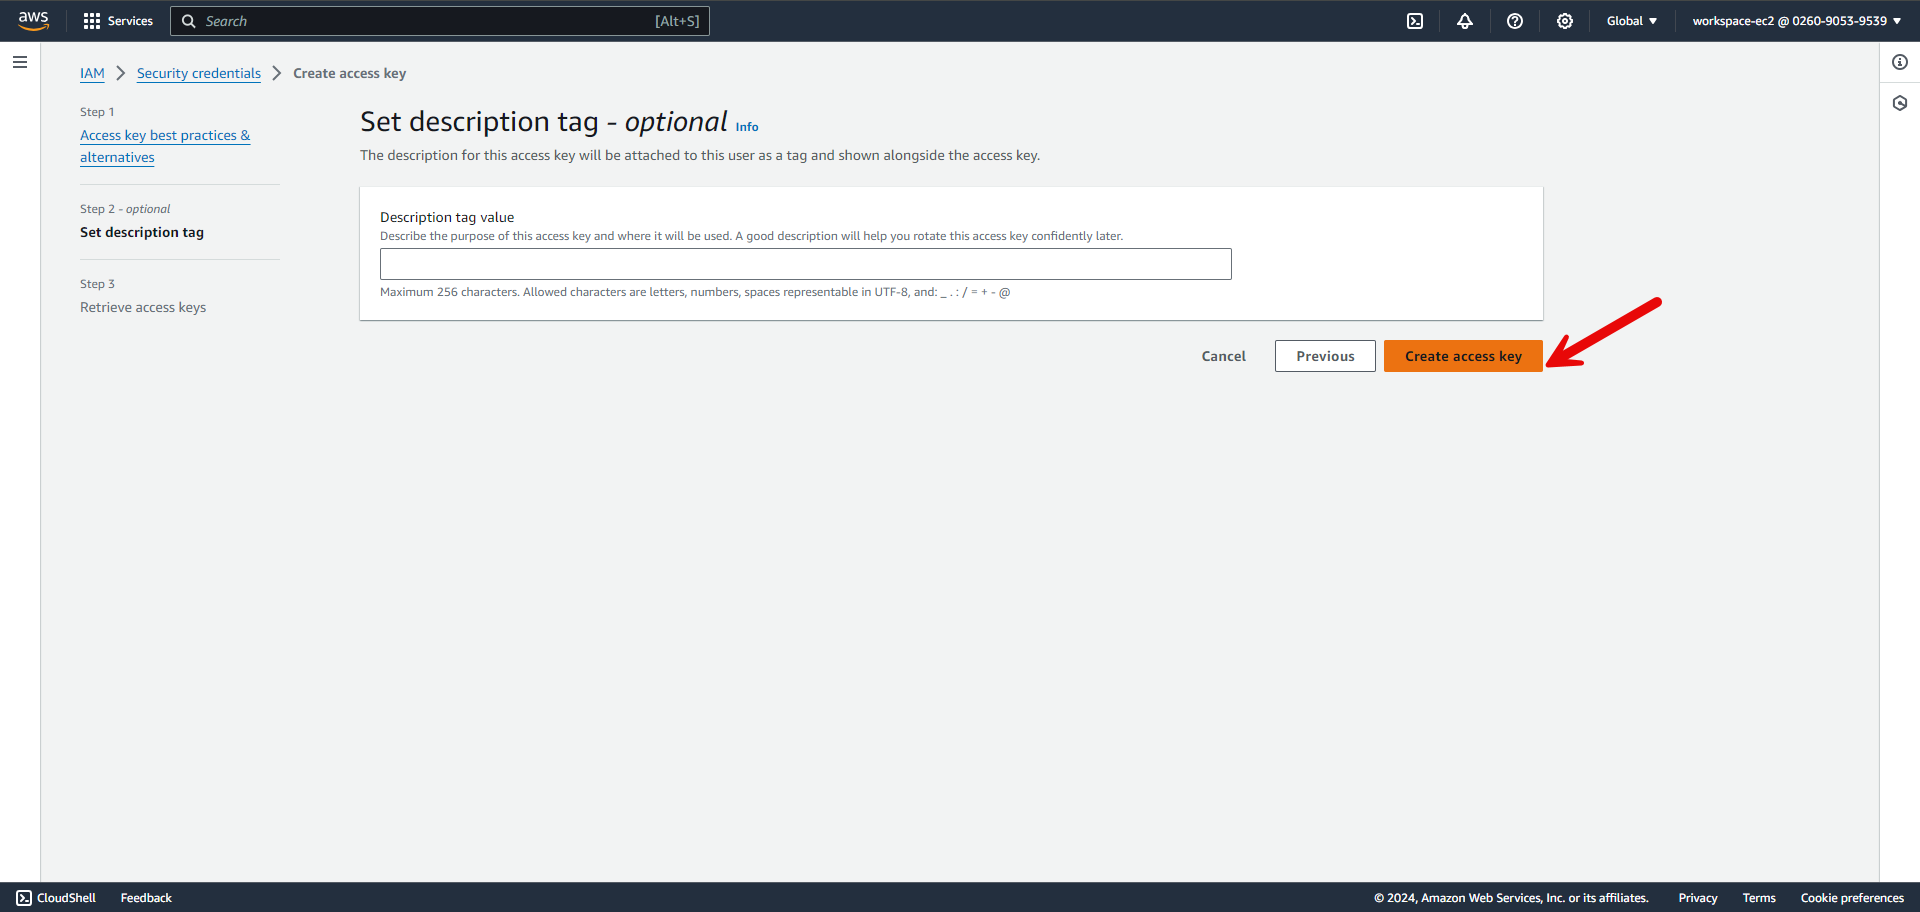 aws
Services
Search
[Alt+S]
Global
workspace-ec2 @ 0260-9053-9539
IAM
Security credentials
Create access key
Step 1
Access key best practices &
alternatives
Step 2 - optional
Set description tag
Step 3
Retrieve access keys
Set description tag - optional Info
The description for this access key will be attached to this user as a tag and shown alongside the access key.
Description tag value
Describe the purpose of this access key and where it will be used. A good description will help you rotate this access key confidently later.
Maximum 256 characters. Allowed characters are letters, numbers, spaces representable in UTF-8, and: _ . : / = + - @
Cancel
Previous
Create access key
CloudShell
Feedback
© 2024, Amazon Web Services, Inc. or its affiliates.
Privacy
Terms
Cookie preferences